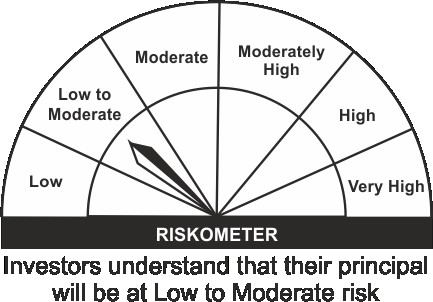 Moderate
Moderately
High
Low to
Moderate
High
Low
Very High
RISKOMETER
Investors understand that their principal
will be at Low to Moderate risk